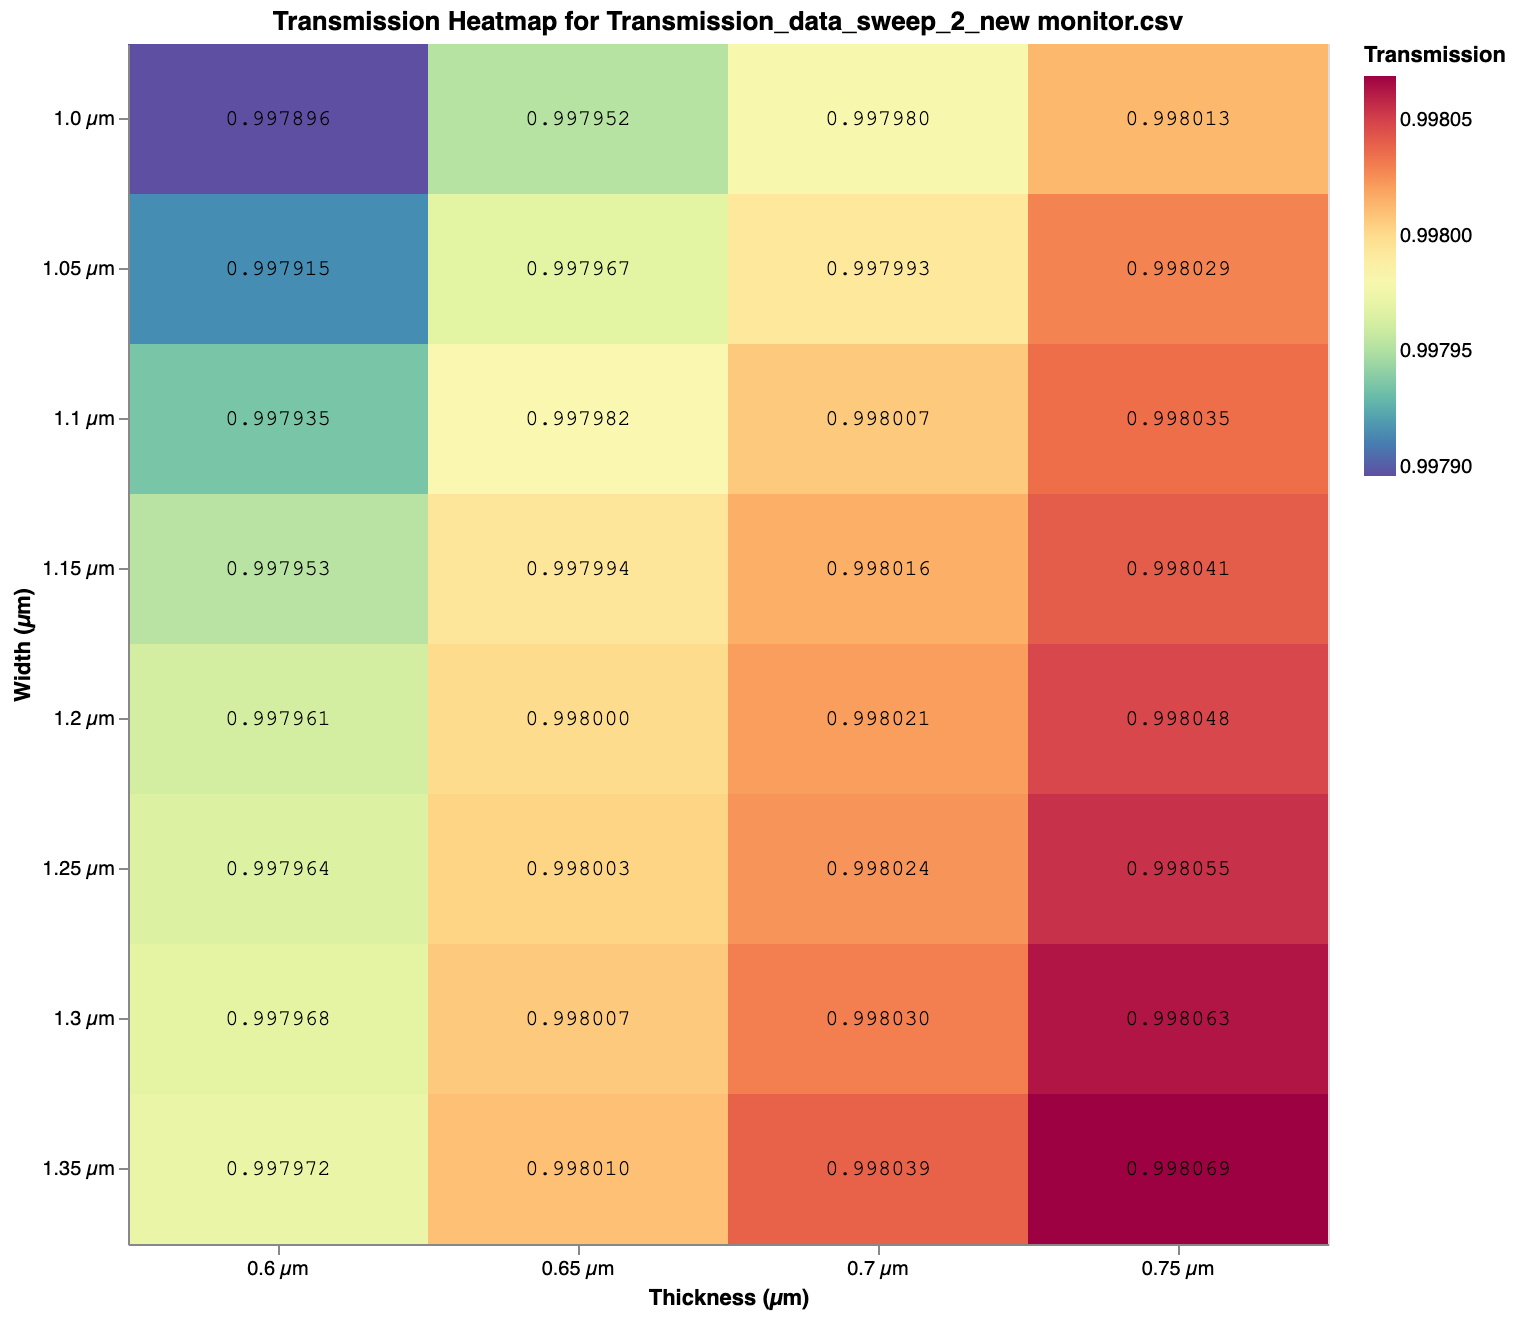 Transmission Heatmap for Transmission_data_sweep_2_new monitor.csv
Transmission
0.99805
0.99800
0.99795
0.99790
Width (µm)
1.0 µm 0.997896 0.997952 0.997980 0.998013
1.05 µm 0.997915 0.997967 0.997993 0.998029
1.1 µm 0.997935 0.997982 0.998007 0.998035
1.15 µm 0.997953 0.997994 0.998016 0.998041
1.2 µm 0.997961 0.998000 0.998021 0.998048
1.25 µm 0.997964 0.998003 0.998024 0.998055
1.3 µm 0.997968 0.998007 0.998030 0.998063
1.35 µm 0.997972 0.998010 0.998039 0.998069
0.6 µm 0.65 µm 0.7 µm 0.75 µm
Thickness (µm)